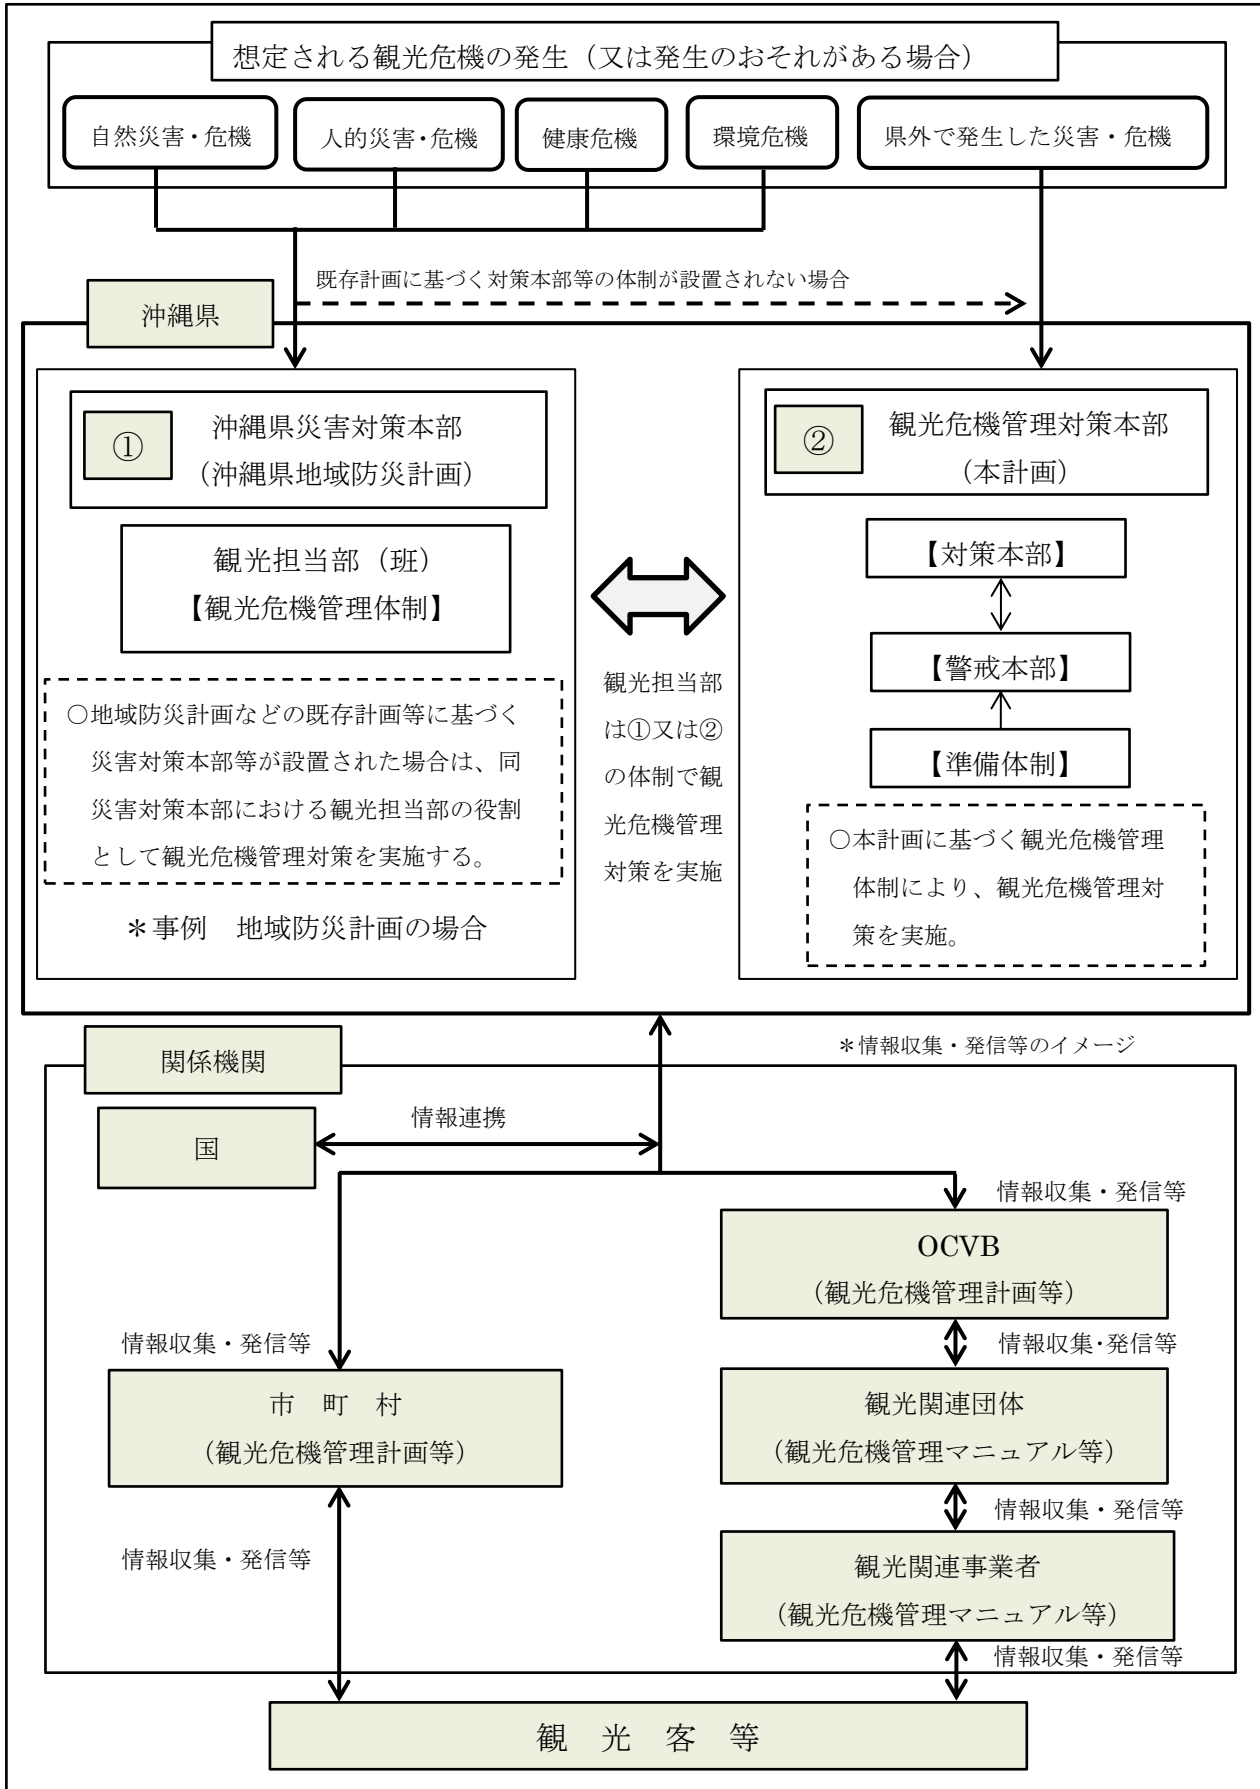 想定される観光危機の発生（又は発生のおそれがある場合）
自然災害・危機
人的災害・危機
健康危機
環境危機
県外で発生した災害・危機
既存計画に基づく対策本部等の体制が設置されない場合
沖縄県
①
沖縄県災害対策本部
（沖縄県地域防災計画）
観光担当部（班）
【観光危機管理体制】
○地域防災計画などの既存計画等に基づく
災害対策本部等が設置された場合は、同
災害対策本部における観光担当部の役割
として観光危機管理対策を実施する。
＊事例　地域防災計画の場合
観光担当部
は①又は②
の体制で観
光危機管理
対策を実施
②
観光危機管理対策本部
（本計画）
【対策本部】
【警戒本部】
【準備体制】
○本計画に基づく観光危機管理
体制により、観光危機管理対
策を実施。
関係機関
＊情報収集・発信等のイメージ
国
情報連携
情報収集・発信等
OCVB
（観光危機管理計画等）
情報収集・発信等
情報収集・発信等
市　町　村
（観光危機管理計画等）
観光関連団体
（観光危機管理マニュアル等）
情報収集・発信等
情報収集・発信等
観光関連事業者
（観光危機管理マニュアル等）
情報収集・発信等
観　光　客　等